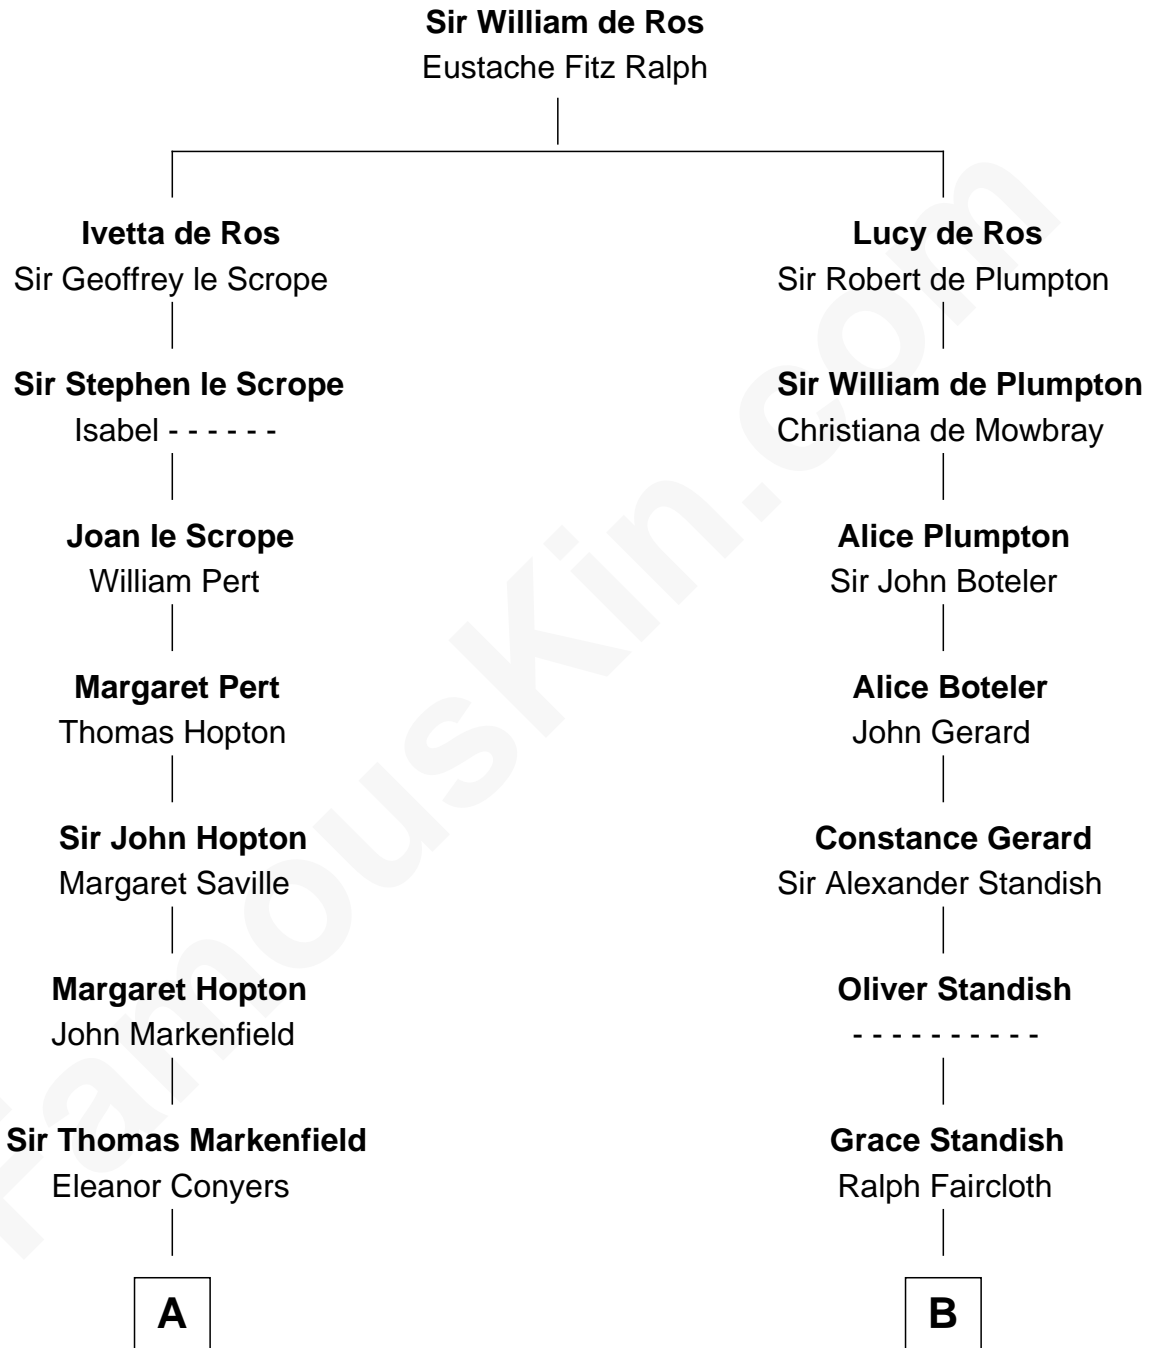 Sir William de Ros
Eustache Fitz Ralph
Ivetta de Ros
Sir Geoffrey le Scrope
Sir Stephen le Scrope
Isabel - - - - - -
Joan le Scrope
William Pert
Margaret Pert
Thomas Hopton
Sir John Hopton
Margaret Saville
Margaret Hopton
John Markenfield
Sir Thomas Markenfield
Eleanor Conyers
A
Lucy de Ros
Sir Robert de Plumpton
Sir William de Plumpton
Christiana de Mowbray
Alice Plumpton
Sir John Boteler
Alice Boteler
John Gerard
Constance Gerard
Sir Alexander Standish
Oliver Standish
- - - - - - - - - -
Grace Standish
Ralph Faircloth
B
FamousKin.com